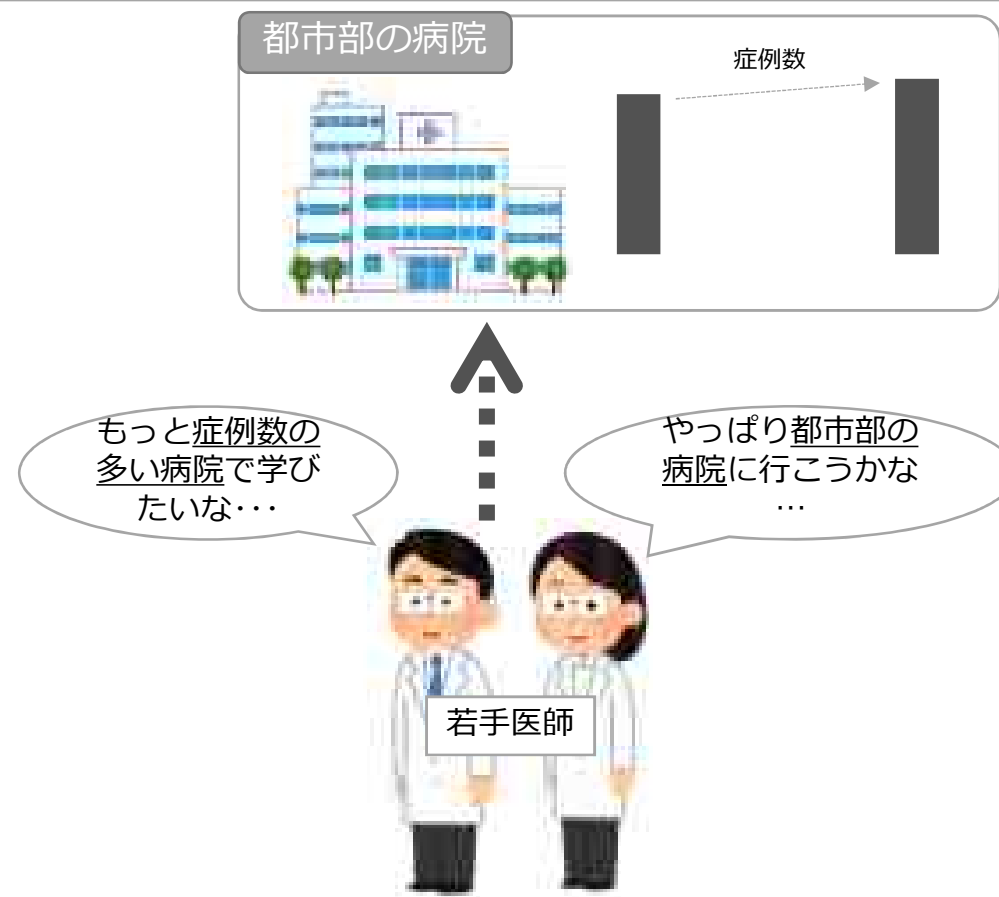 都市部の病院
症例数
もっと症例数の
多い病院で学び
たいな･･･
やっぱり都市部の
病院に行こうかな
…
若手医師